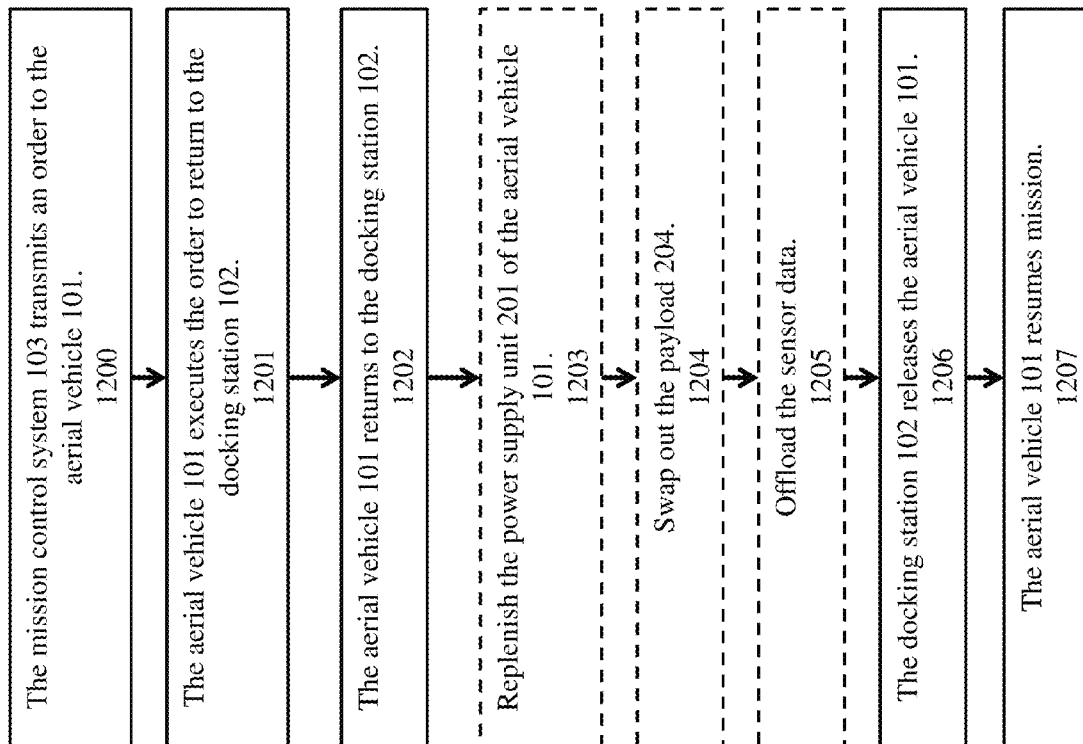 The mission control system 103 transmits an order to the
aerial vehicle 101.
1200
The aerial vehicle 101 executes the order to return to the
docking station 102.
1201
The aerial vehicle 101 returns to the docking station 102.
1202
Replenish the power supply unit 201 of the aerial vehicle
101.
1203
Swap out the payload 204.
1204
Offload the sensor data.
1205
The docking station 102 releases the aerial vehicle 101.
1206
The aerial vehicle 101 resumes mission.
1207